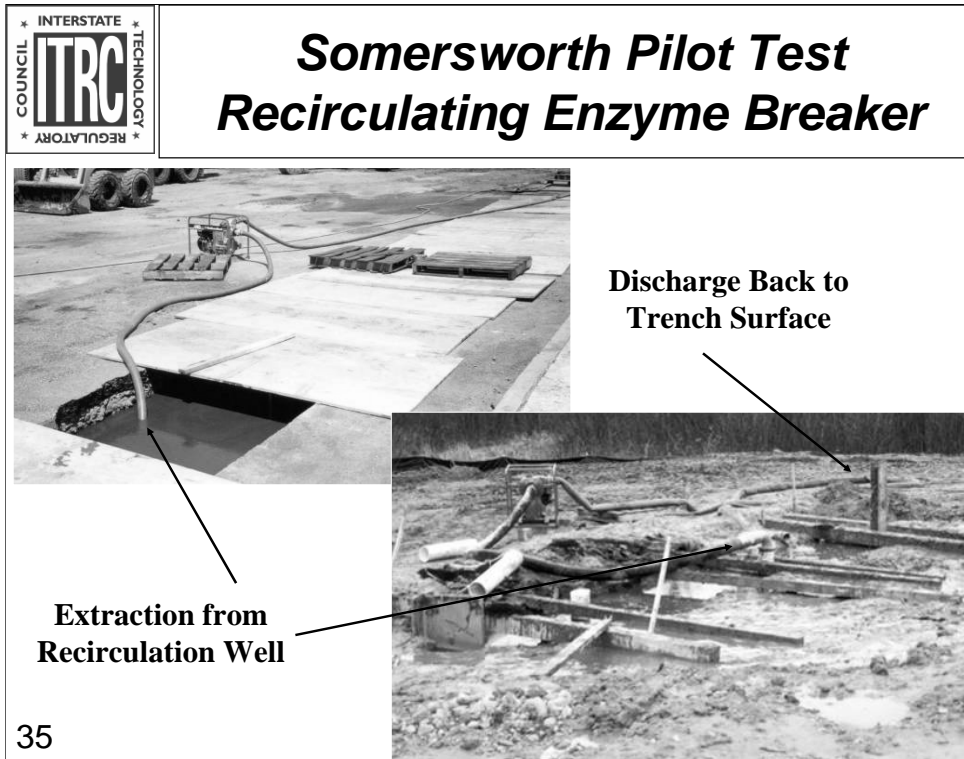 INTERSTATE
TECHNOLOGY
REGULATORY
COUNCIL
ITRC
Somersworth Pilot Test
Recirculating Enzyme Breaker
Discharge Back to
Trench Surface
Extraction from
Recirculation Well
35